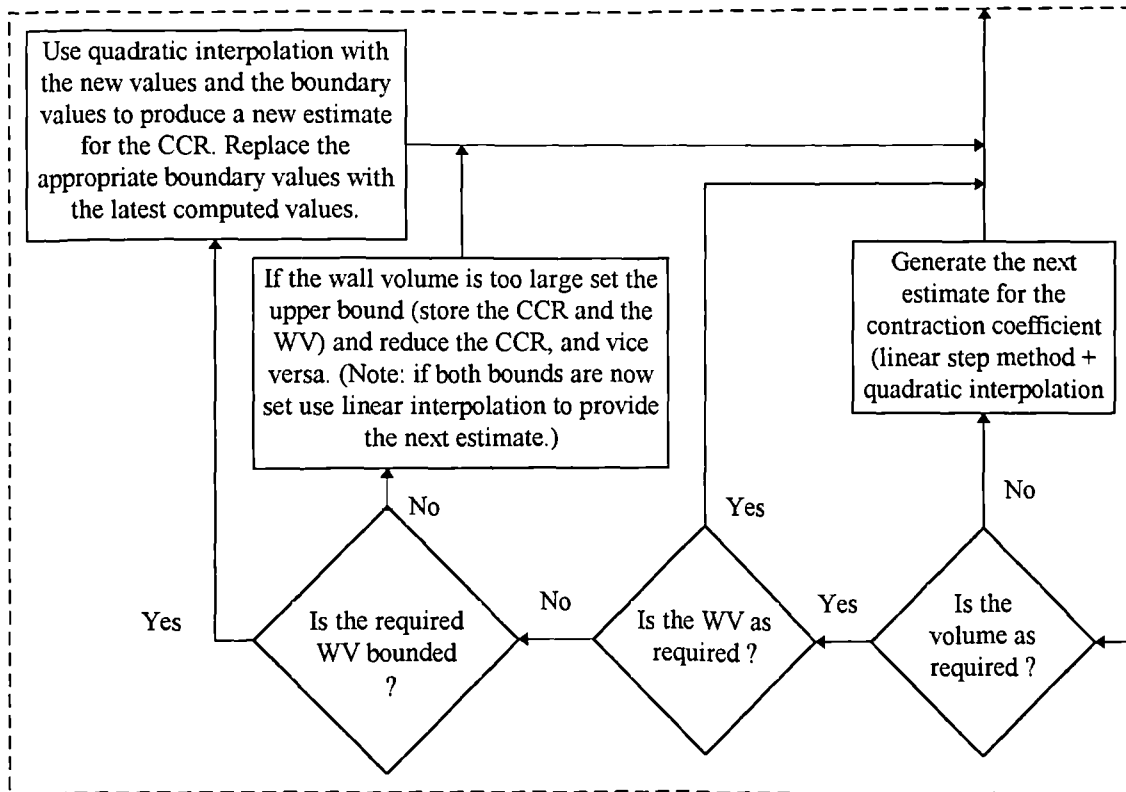 Use quadratic interpolation with
the new values and the boundary
values to produce a new estimate
for the CCR. Replace the
appropriate boundary values with
the latest computed values.
If the wall volume is too large set the
upper bound (store the CCR and the
WV) and reduce the CCR, and vice
versa. (Note: if both bounds are now
set use linear interpolation to provide
the next estimate.)
Generate the next
estimate for the
contraction coefficient
(linear step method +
quadratic interpolation
No
Yes
No
Yes
No
Yes
Is the required
WV bounded
?
Is the WV as
required ?
Is the
volume as
required ?